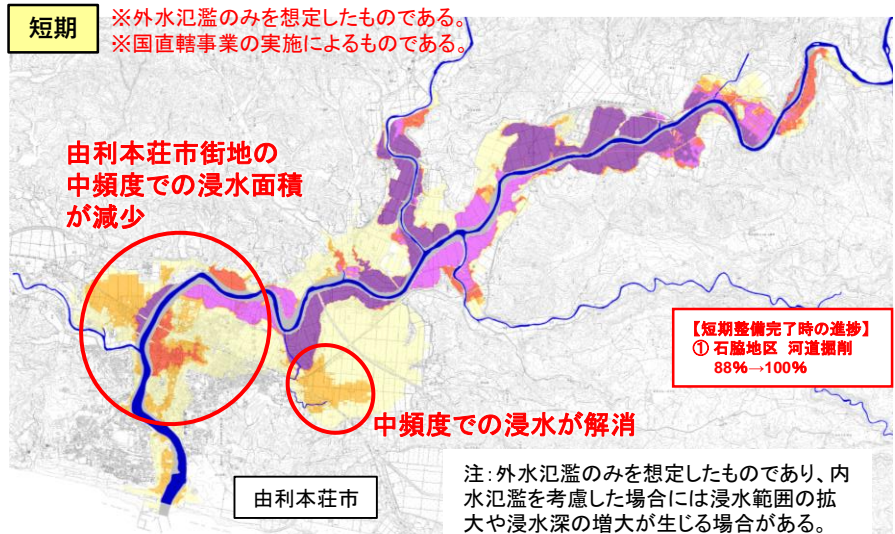 短期
※外水氾濫のみを想定したものである。
※国直轄事業の実施によるものである。
由利本荘市街地の
中頻度での浸水面積
が減少
【短期整備完了時の進捗】
① 石脇地区 河道掘削
88%→100%
中頻度での浸水が解消
由利本荘市
注:外水氾濫のみを想定したものであり、内
水氾濫を考慮した場合には浸水範囲の拡
大や浸水深の増大が生じる場合がある。